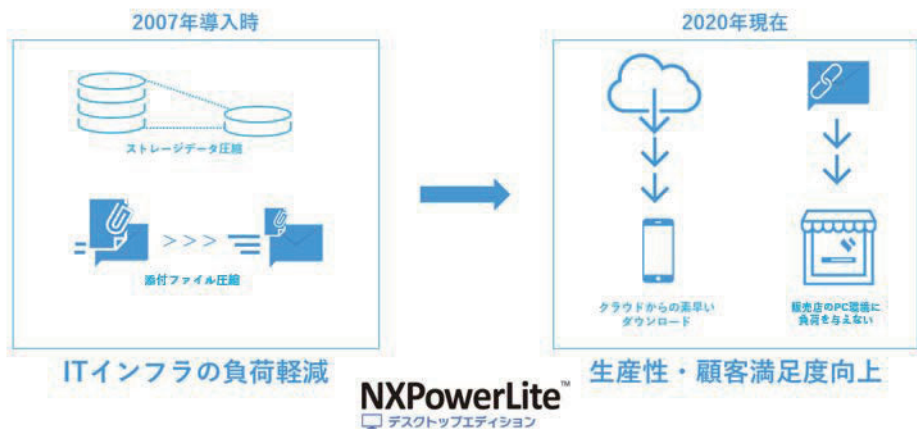 2007年導入時
ストレージデータ圧縮
>>>
添付ファイル圧縮
ITインフラの負荷軽減
2020年現在
クラウドからの素早い
ダウンロード
販売店のPC環境に
負荷を与えない
生産性・顧客満足度向上
NXPowerLite™
デスクトップエディション